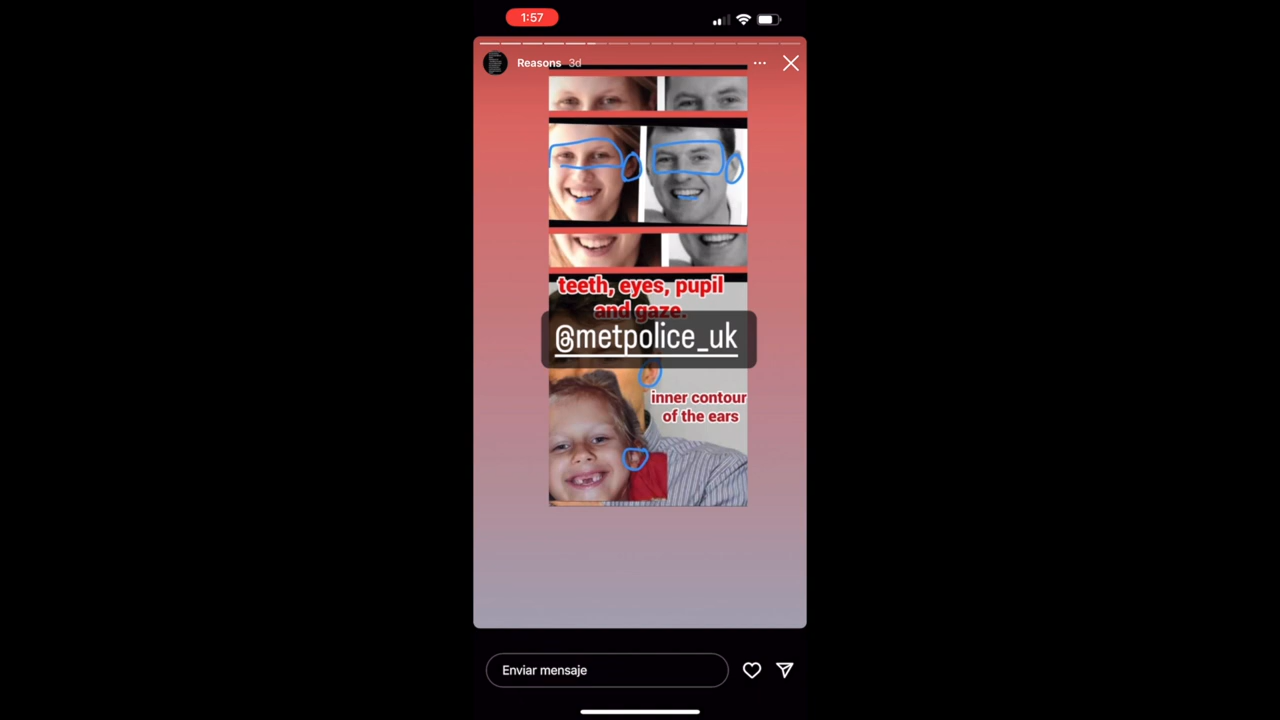 1:57
Reasons 3d
teeth, eyes, pupil
and gaze.
@metpolice_uk
inner contour
of the ears
Enviar mensaje